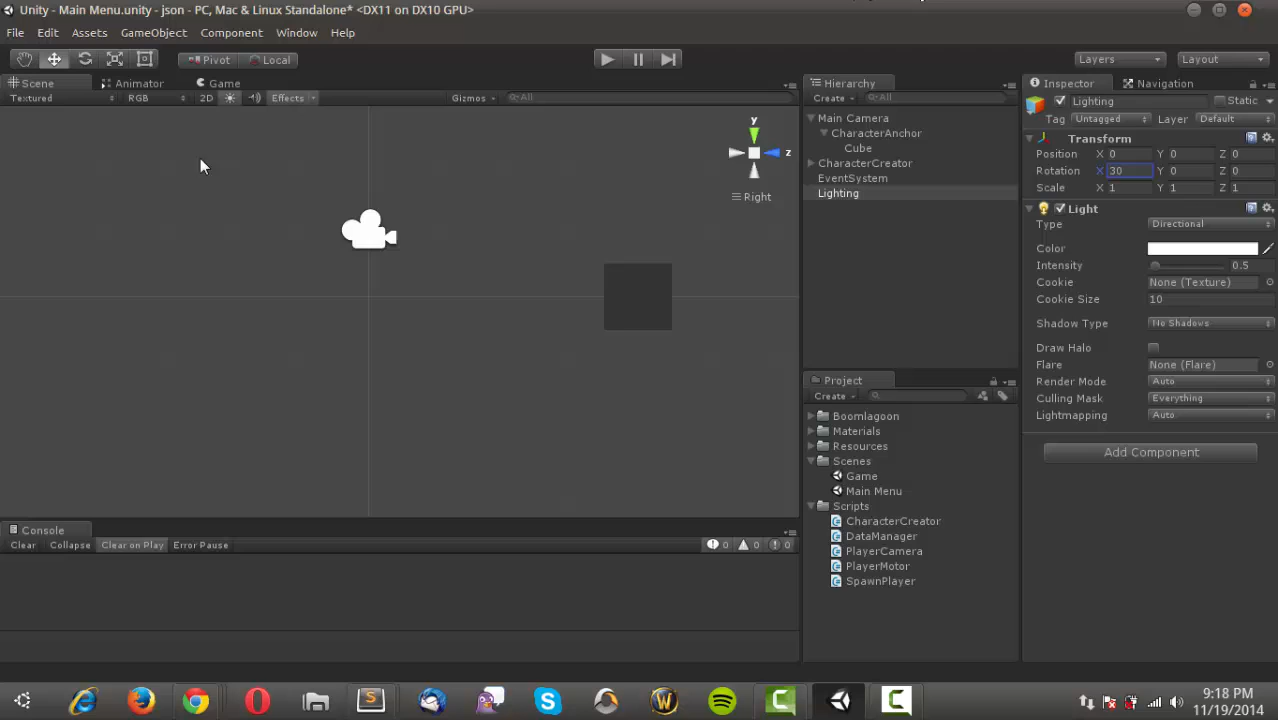 Unity - Main Menu.unity - json - PC, Mac & Linux Standalone* <DX11 on DX10 GPU>
File Edit Assets GameObject Component Window Help
Pivot Local Layers Layout
Scene Animator Game
Textured RGB 2D Effects Gizmos All
y
z
Right
Hierarchy
Create All
Main Camera
CharacterAnchor
Cube
CharacterCreator
EventSystem
Lighting
Project
Create
Boomlagoon
Materials
Resources
Scenes
Game
Main Menu
Scripts
CharacterCreator
DataManager
PlayerCamera
PlayerMotor
SpawnPlayer
Inspector Navigation
Lighting Static
Tag Untagged Layer Default
Transform
Position X 0 Y 0 Z 0
Rotation X 30 Y 0 Z 0
Scale X 1 Y 1 Z 1
Light
Type Directional
Color
Intensity 0.5
Cookie None (Texture)
Cookie Size 10
Shadow Type No Shadows
Draw Halo
Flare None (Flare)
Render Mode Auto
Culling Mask Everything
Lightmapping Auto
Add Component
Console
Clear Collapse Clear on Play Error Pause 0 0 0
9:18 PM
11/19/2014